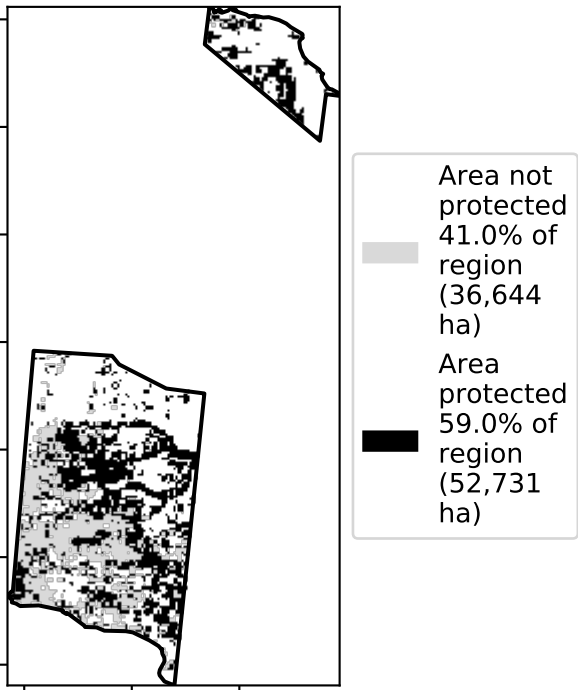 Area not
protected
41.0% of
region
(36,644
ha)
Area
protected
59.0% of
region
(52,731
ha)